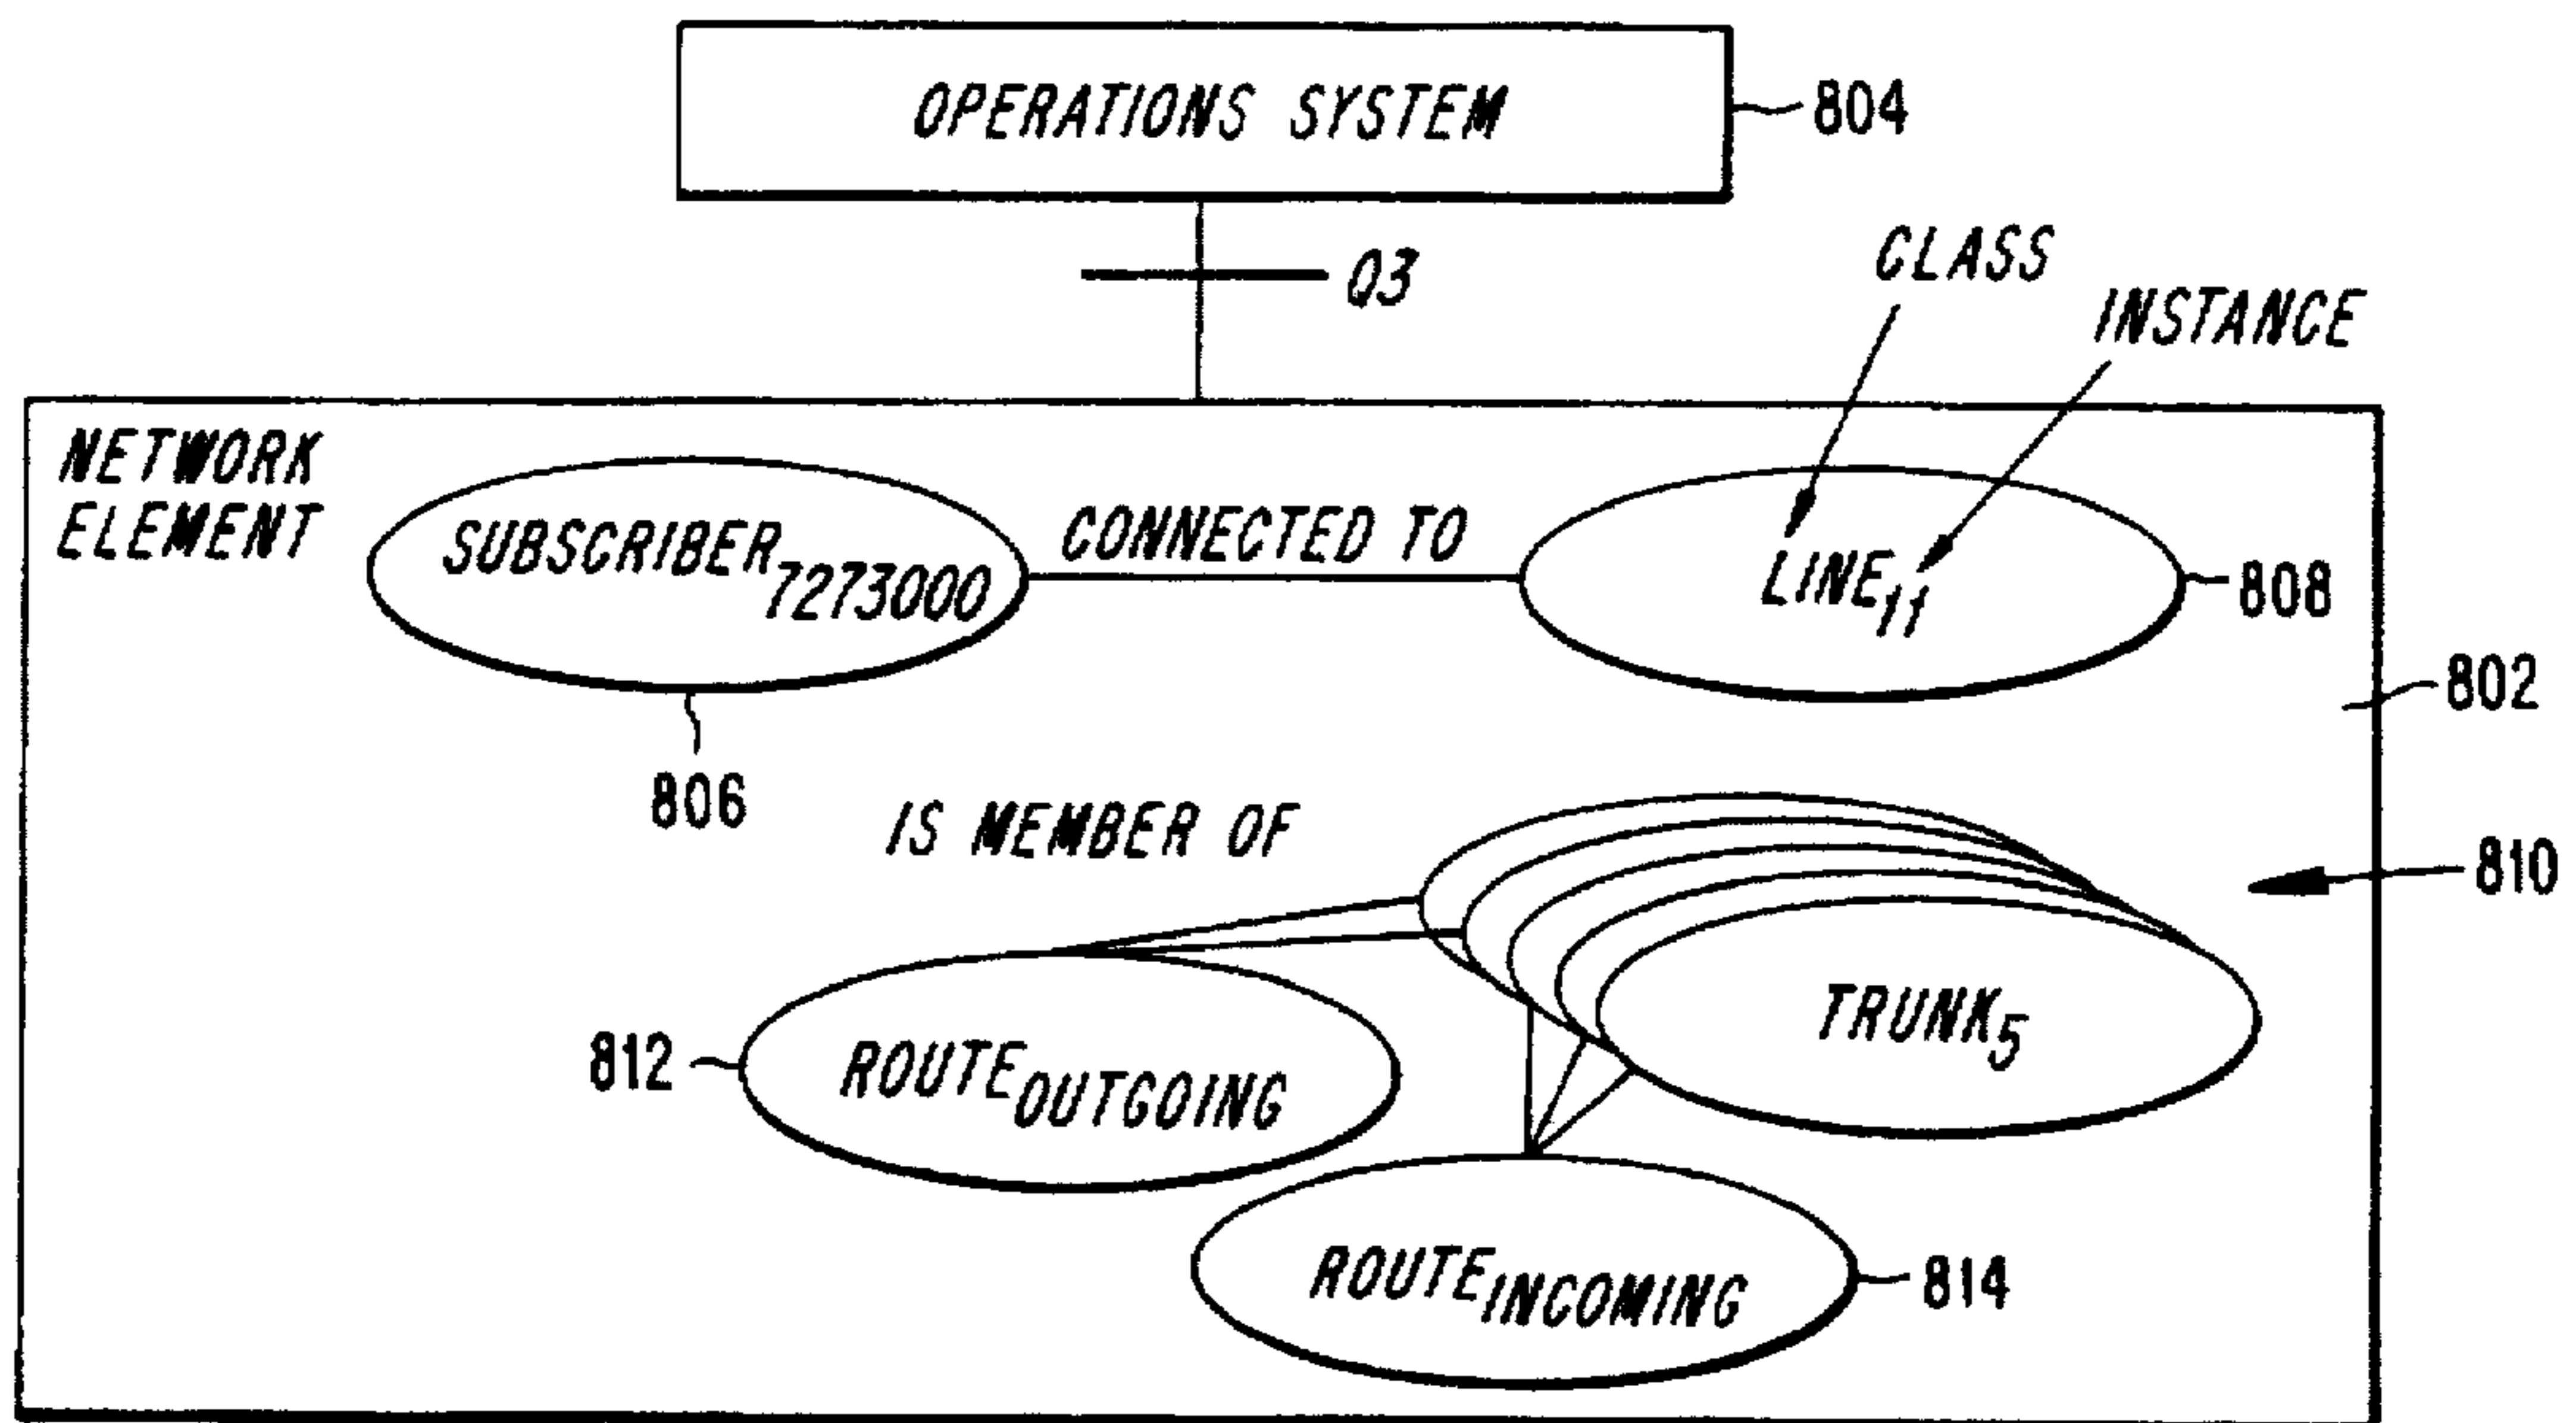 OPERATIONS SYSTEM
804
Q3
CLASS
INSTANCE
NETWORK
ELEMENT
SUBSCRIBER7273000
CONNECTED TO
LINE11
808
802
806
IS MEMBER OF
810
812
ROUTEOUTGOING
TRUNK5
ROUTEINCOMING
814